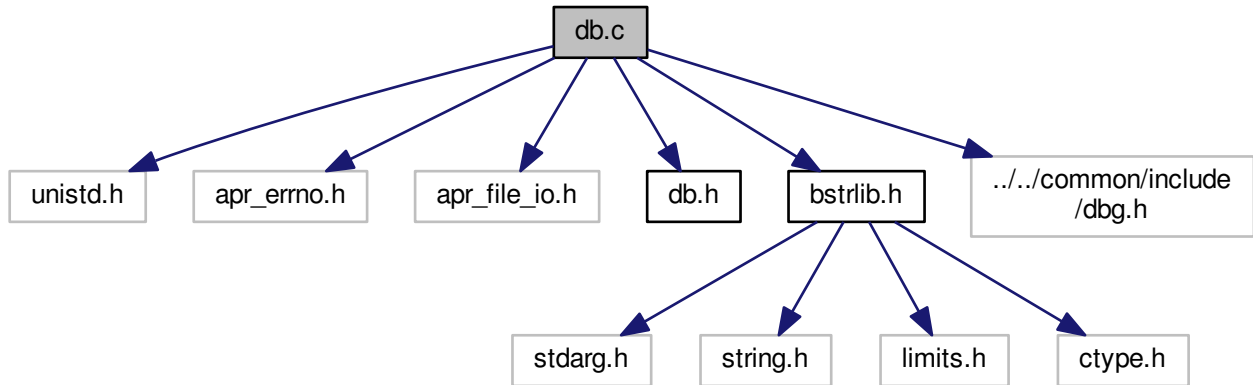 db.c
unistd.h
apr_errno.h
apr_file_io.h
db.h
bstrlib.h
../../common/include
/dbg.h
stdarg.h
string.h
limits.h
ctype.h